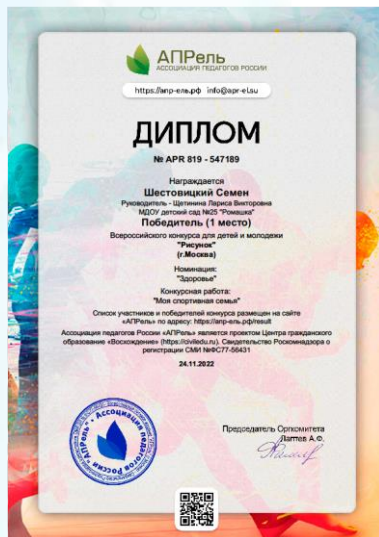 АПРель
АССОЦИАЦИЯ ПЕДАГОГОВ РОССИИ
https://апр-ель.рф info@apr-el.su
ДИПЛОМ
№ APR 819 - 547189
Награждается
Шестовицкий Семен
Руководитель - Щетинина Лариса Викторовна
МДОУ детский сад №25 "Ромашка"
Победитель (1 место)
Всероссийского конкурса для детей и молодежи
"Рисунок"
(г.Москва)
Номинация:
"Здоровье"
Конкурсная работа:
"Моя спортивная семья"
Список участников и победителей конкурса размещен на сайте
«АПРель» по адресу: https://апр-ель.рф/result
Ассоциация педагогов России «АПРель» является проектом Центра гражданского
образование «Восхождение» (https://civiledu.ru). Свидетельство Роскомнадзора о
регистрации СМИ №ФС77-56431
24.11.2022
Председатель Оргкомитета
Лаптев А.Ф.
"АПРель" • Ассоциация педагогов России